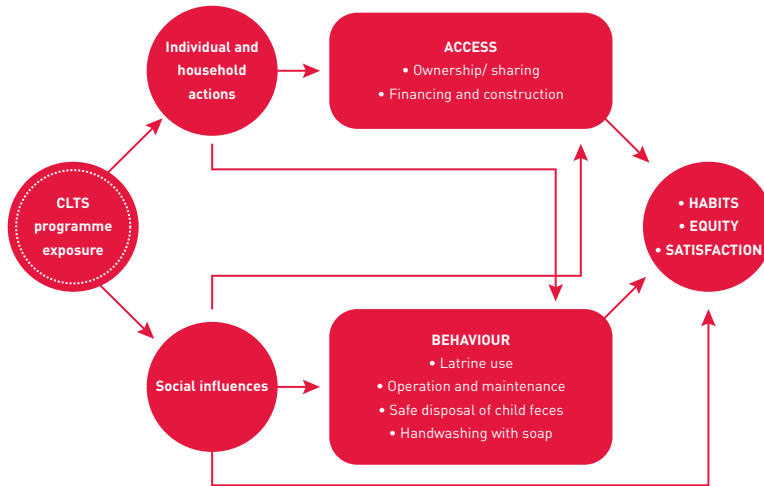 Individual and
household
actions
ACCESS
• Ownership/ sharing
• Financing and construction
CLTS
programme
exposure
• HABITS
• EQUITY
• SATISFACTION
Social influences
BEHAVIOUR
• Latrine use
• Operation and maintenance
• Safe disposal of child feces
• Handwashing with soap